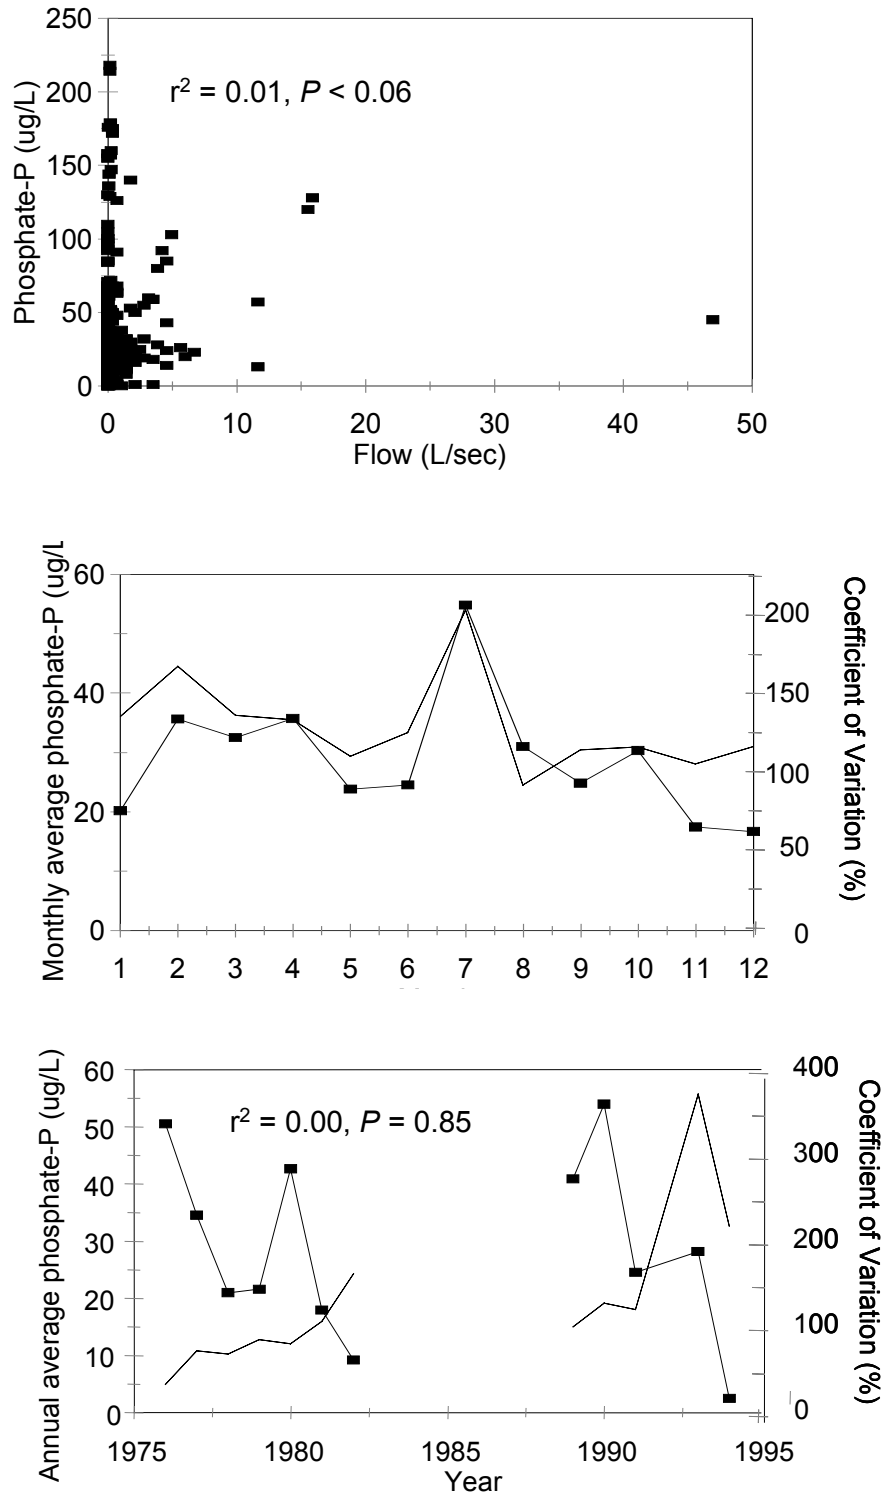 Phosphate-P (ug/L)
250
200
150
100
50
0
r² = 0.01, P < 0.06
0 10 20 30 40 50
Flow (L/sec)
Monthly average phosphate-P (ug/L
60
40
20
0
1 2 3 4 5 6 7 8 9 10 11 12
200
150
100
50
0
Coefficient of Variation (%)
Annual average phosphate-P (ug/L)
60
50
40
30
20
10
0
r² = 0.00, P = 0.85
1975 1980 1985 1990 1995
Year
400
300
200
100
0
Coefficient of Variation (%)